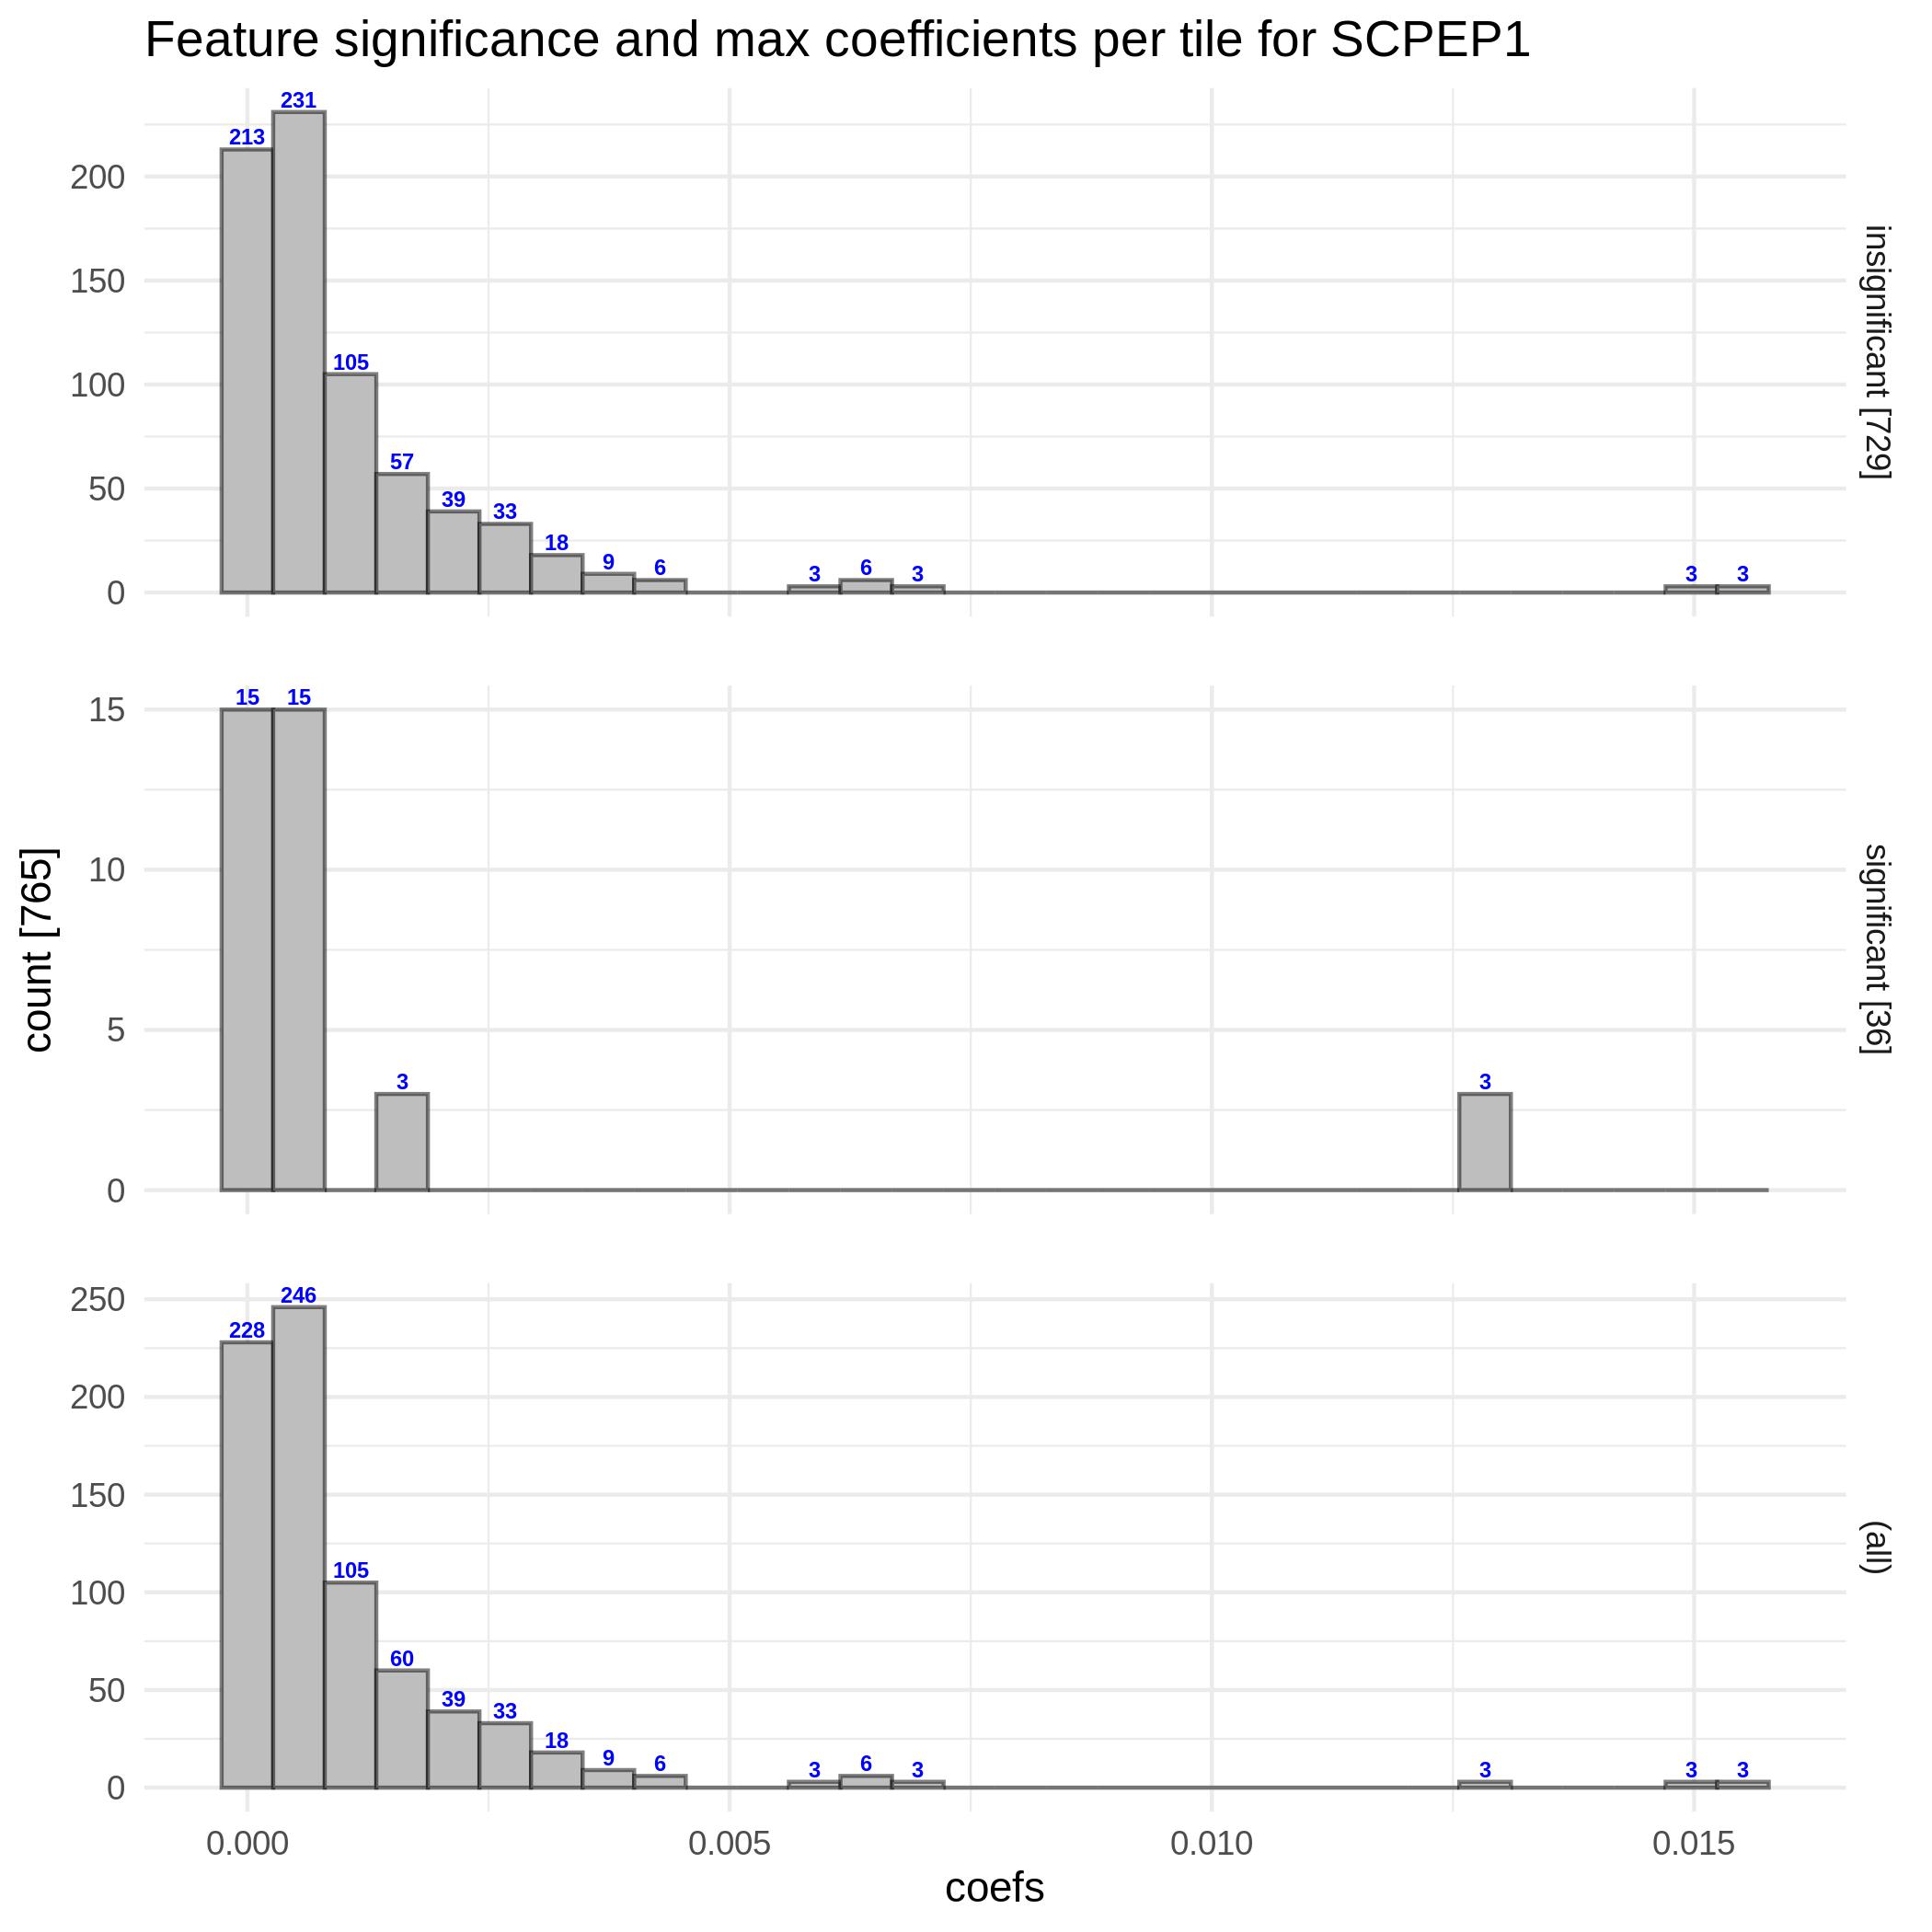 Feature significance and max coefficients per tile for SCPEP1
213 231 105 57 39 33 18 9 6 3 6 3 3 3
200
150
100
50
0
insignificant [729]
15 15 3 3
15
10
5
0
significant [36]
228 246 105 60 39 33 18 9 6 3 6 3 3 3 3
250
200
150
100
50
0
(all)
count [765]
0.000 0.005 0.010 0.015
coefs